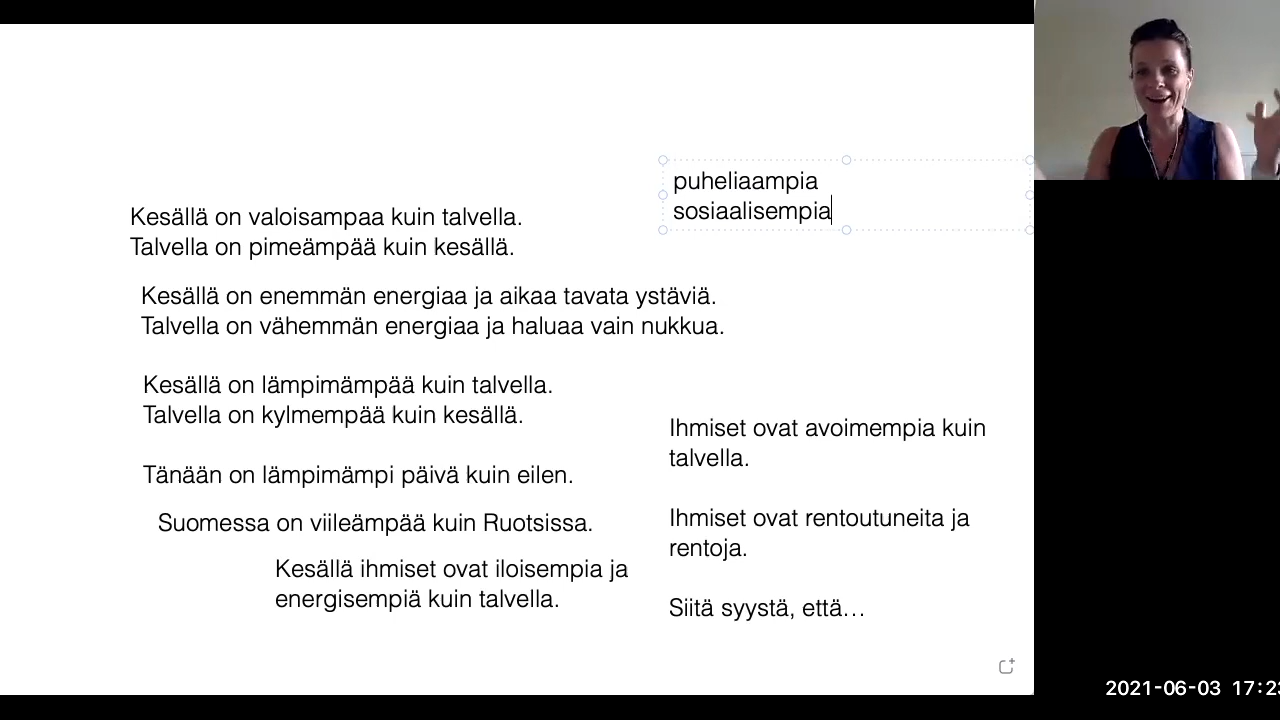 puheliaampia
sosiaalisempia
Kesällä on valoisampaa kuin talvella.
Talvella on pimeämpää kuin kesällä.
Kesällä on enemmän energiaa ja aikaa tavata ystäviä.
Talvella on vähemmän energiaa ja haluaa vain nukkua.
Kesällä on lämpimämpää kuin talvella.
Talvella on kylmempää kuin kesällä.
Tänään on lämpimämpi päivä kuin eilen.
Suomessa on viileämpää kuin Ruotsissa.
Kesällä ihmiset ovat iloisempia ja
energisempiä kuin talvella.
Ihmiset ovat avoimempia kuin
talvella.
Ihmiset ovat rentoutuneita ja
rentoja.
Siitä syystä, että…
2021-06-03 17:23